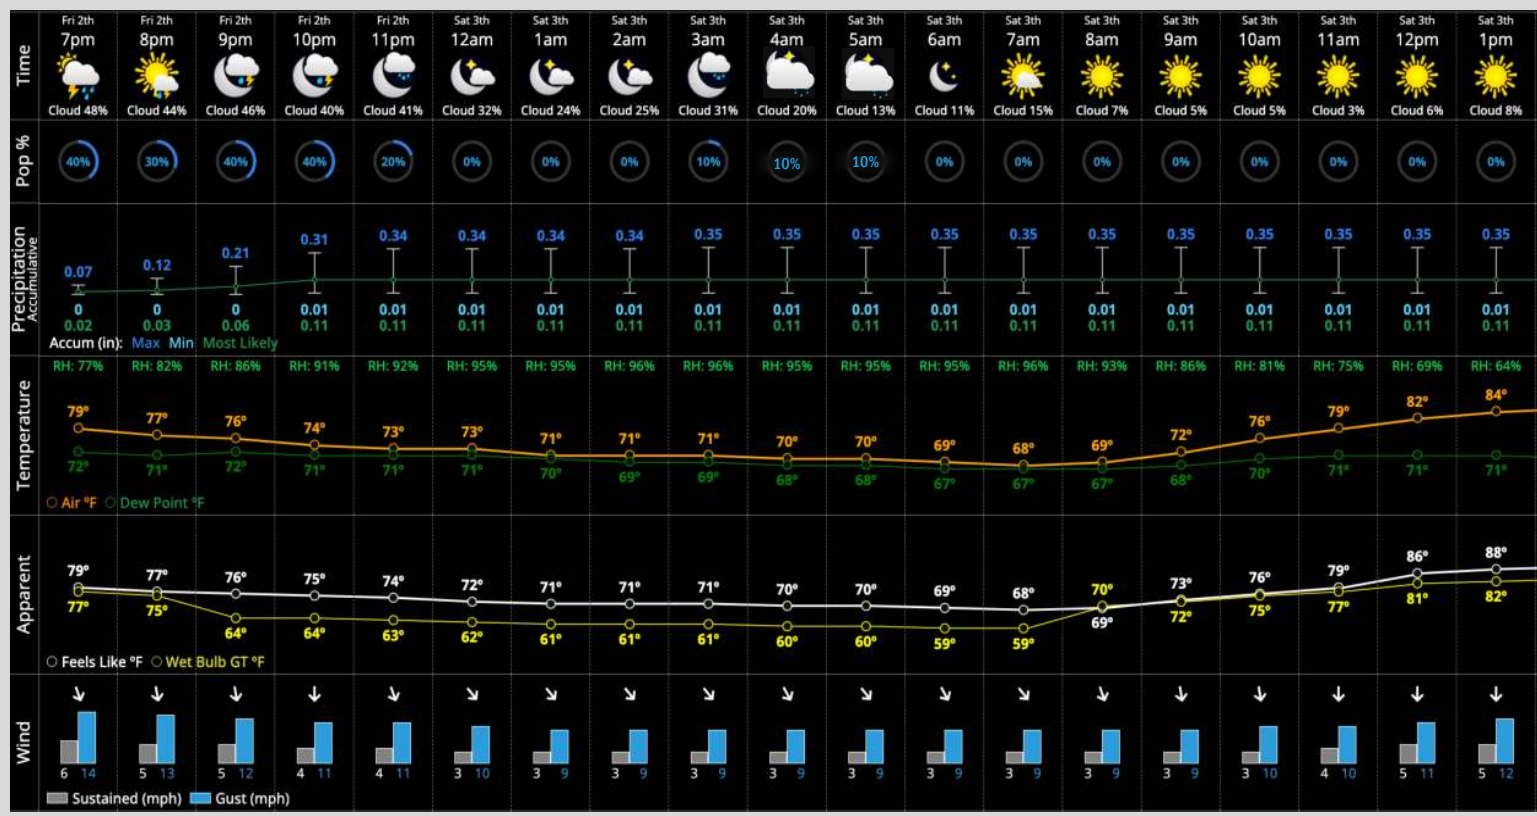 Fri 2th Fri 2th Fri 2th Fri 2th Fri 2th Sat 3th Sat 3th Sat 3th Sat 3th Sat 3th Sat 3th Sat 3th Sat 3th Sat 3th Sat 3th Sat 3th Sat 3th Sat 3th Sat 3th
Time 7pm 8pm 9pm 10pm 11pm 12am 1am 2am 3am 4am 5am 6am 7am 8am 9am 10am 11am 12pm 1pm
Cloud 48% Cloud 44% Cloud 46% Cloud 40% Cloud 41% Cloud 32% Cloud 24% Cloud 25% Cloud 31% Cloud 20% Cloud 13% Cloud 11% Cloud 15% Cloud 7% Cloud 5% Cloud 5% Cloud 3% Cloud 6% Cloud 8%
Pop % 40% 30% 40% 40% 20% 0% 0% 0% 10% 10% 10% 0% 0% 0% 0% 0% 0% 0% 0%
Precipitation
Accumulative
0.07 0.12 0.21 0.31 0.34 0.34 0.34 0.34 0.35 0.35 0.35 0.35 0.35 0.35 0.35 0.35 0.35 0.35 0.35
0 0 0 0.01 0.01 0.01 0.01 0.01 0.01 0.01 0.01 0.01 0.01 0.01 0.01 0.01 0.01 0.01 0.01
0.02 0.03 0.06 0.11 0.11 0.11 0.11 0.11 0.11 0.11 0.11 0.11 0.11 0.11 0.11 0.11 0.11 0.11 0.11
Accum (in): Max Min Most Likely
RH: 77% RH: 82% RH: 86% RH: 91% RH: 92% RH: 95% RH: 95% RH: 96% RH: 96% RH: 95% RH: 95% RH: 95% RH: 96% RH: 93% RH: 86% RH: 81% RH: 75% RH: 69% RH: 64%
Temperature
79° 77° 76° 74° 73° 73° 71° 71° 71° 70° 70° 69° 68° 69° 72° 76° 79° 82° 84°
72° 71° 72° 71° 71° 71° 70° 69° 69° 68° 68° 67° 67° 67° 68° 70° 71° 71° 71°
Air °F Dew Point °F
Apparent
79° 77° 76° 75° 74° 72° 71° 71° 71° 70° 70° 69° 68° 70° 73° 76° 79° 86° 88°
77° 75° 64° 64° 63° 62° 61° 61° 61° 60° 60° 59° 59° 69° 72° 75° 77° 81° 82°
Feels Like °F Wet Bulb GT °F
Wind
6 14 5 13 5 12 4 11 4 11 3 10 3 9 3 9 3 9 3 9 3 9 3 9 3 9 3 9 3 9 3 10 4 10 5 11 5 12
Sustained (mph) Gust (mph)